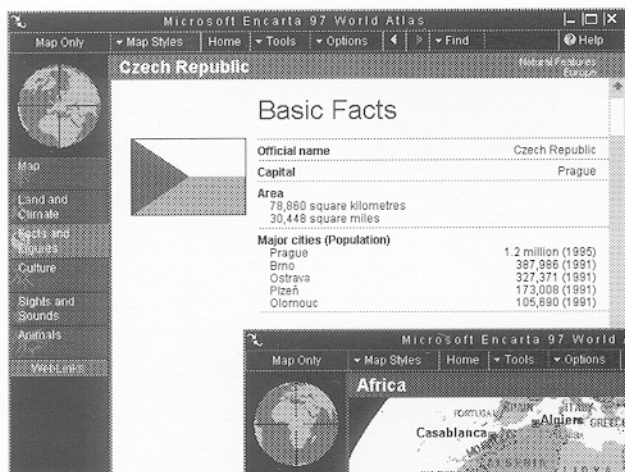 Microsoft Encarta 97 World Atlas
Map Only Map Styles Home Tools Options Find Help
Czech Republic
Natural Features
Europe
Basic Facts
Official name Czech Republic
Capital Prague
Area
78,860 square kilometres
30,448 square miles
Major cities (Population)
Prague 1.2 million (1995)
Brno 387,986 (1991)
Ostrava 327,371 (1991)
Plzeň 173,008 (1991)
Olomouc 105,690 (1991)
Map
Land and
Climate
Facts and
Figures
Culture
Sights and
Sounds
Animals
WebLinks
Microsoft Encarta 97 World
Map Only Map Styles Home Tools Options
Africa
PORTUGAL SPAIN ITALY
Algiers GREECE
Casablanca
ALGERIA